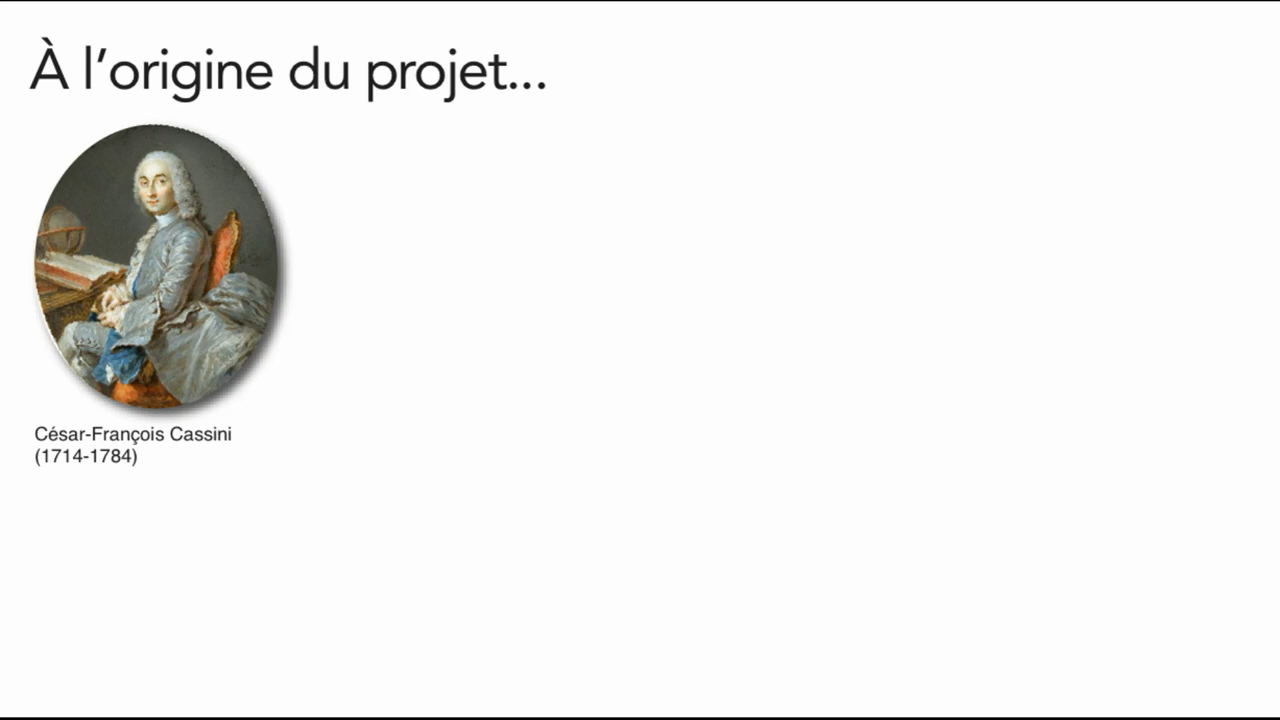 À l’origine du projet...
César-François Cassini
(1714-1784)